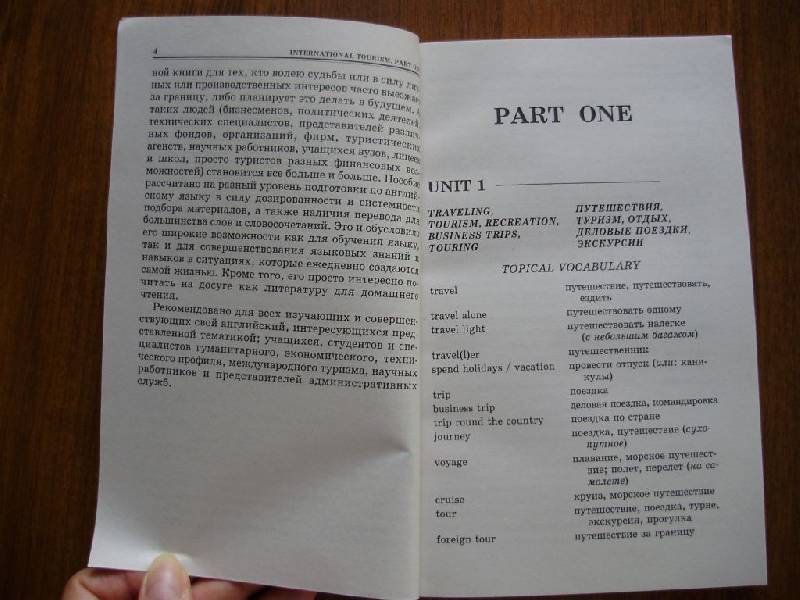 4 INTERNATIONAL TOURISM. PART
ной книги для тех, кто волею судьбы или в силу
ных или производственных интересов часто выезжает
за границу, либо планирует это делать в будущем.
таких людей (бизнесменов, политических деятелей,
технических специалистов, представителей различ-
ных фондов, организаций, фирм, туристических
агенств, научных работников, учащихся вузов, лицеев
и школ, просто туристов разных финансовых воз-
можностей) становится все больше и больше. Пособие
рассчитано на разный уровень подготовки по англий-
скому языку в силу дозированности и системности
подбора материалов, а также наличия перевода для
большинства слов и словосочетаний. Это и обусловило
его широкие возможности как для обучения языку,
так и для совершенствования языковых знаний и
навыков в ситуациях, которые ежедневно создаются
самой жизнью. Кроме того, его просто интересно по-
читать на досуге как литературу для домашнего
чтения.
Рекомендовано для всех изучающих и совершен-
ствующих свой английский, интересующихся пред-
ставленной тематикой; учащихся, студентов и спе-
циалистов гуманитарного, экономического, техни-
ческого профиля, международного туризма, научных
работников и представителей административных
служб.
PART ONE
UNIT 1
TRAVELING, ПУТЕШЕСТВИЯ,
TOURISM, RECREATION, ТУРИЗМ, ОТДЫХ,
BUSINESS TRIPS, ДЕЛОВЫЕ ПОЕЗДКИ,
TOURING ЭКСКУРСИИ
TOPICAL VOCABULARY
travel путешествие, путешествовать,
ездить
travel alone путешествовать одному
travel light путешествовать налегке
(с небольшим багажом)
travel(l)er путешественник
spend holidays / vacation провести отпуск (или: кани-
кулы)
trip поездка
business trip деловая поездка, командировка
trip round the country поездка по стране
journey поездка, путешествие (сухо-
путное)
voyage плавание, морское путешест-
вие; полет, перелет (на са-
молете)
cruise круиз, морское путешествие
tour путешествие, поездка, турне,
экскурсия, прогулка
foreign tour путешествие за границу